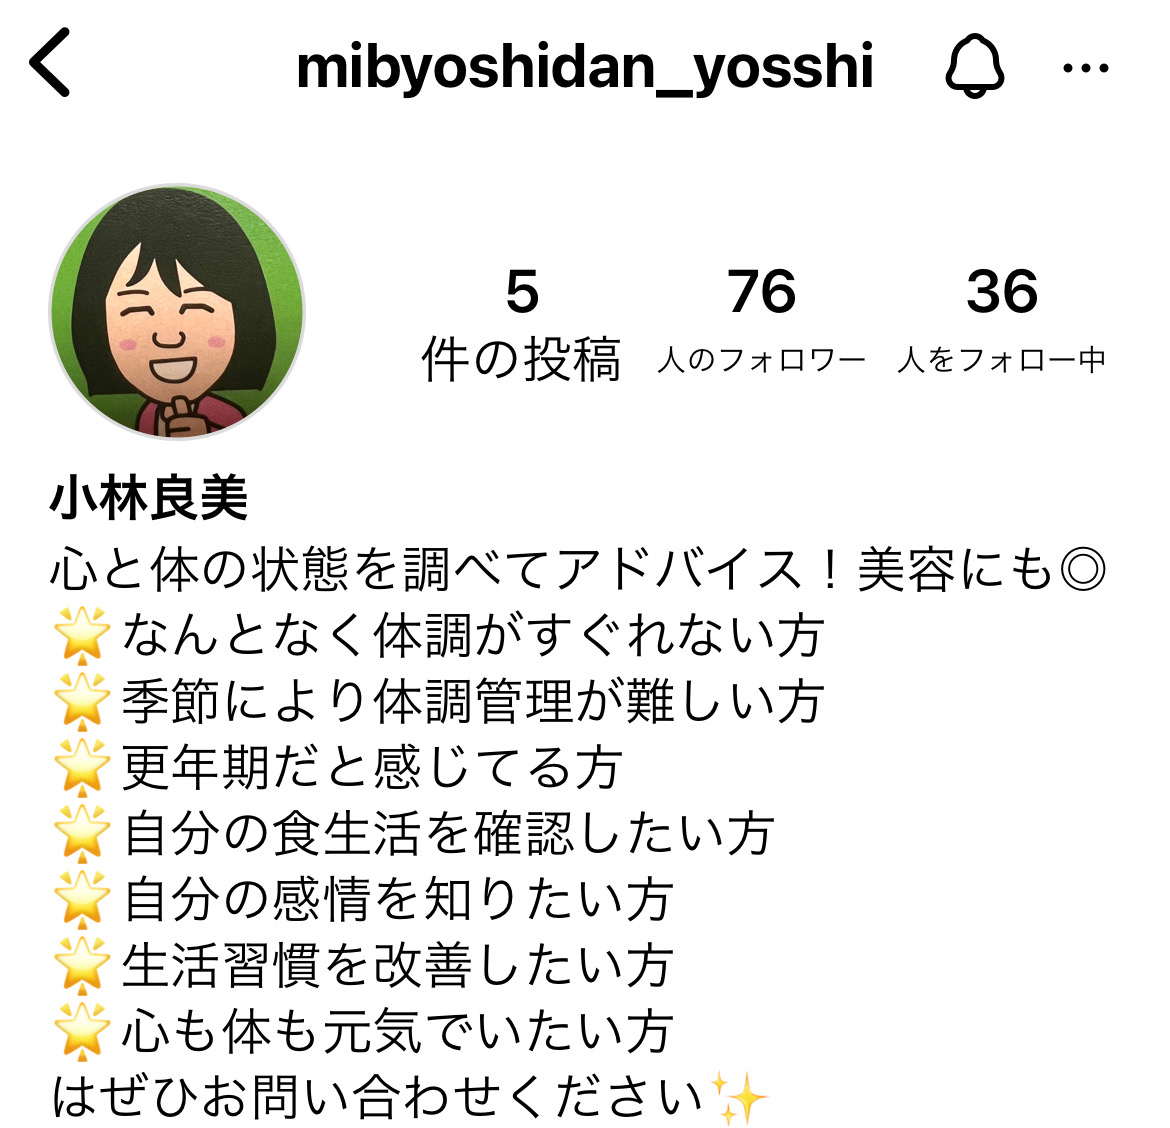 mibyoshidan_yosshi
5 76 36
件の投稿 人のフォロワー 人をフォロー中
小林良美
心と体の状態を調べてアドバイス！美容にも◎
🌟なんとなく体調がすぐれない方
🌟季節により体調管理が難しい方
🌟更年期だと感じてる方
🌟自分の食生活を確認したい方
🌟自分の感情を知りたい方
🌟生活習慣を改善したい方
🌟心も体も元気でいたい方
はぜひお問い合わせください✨